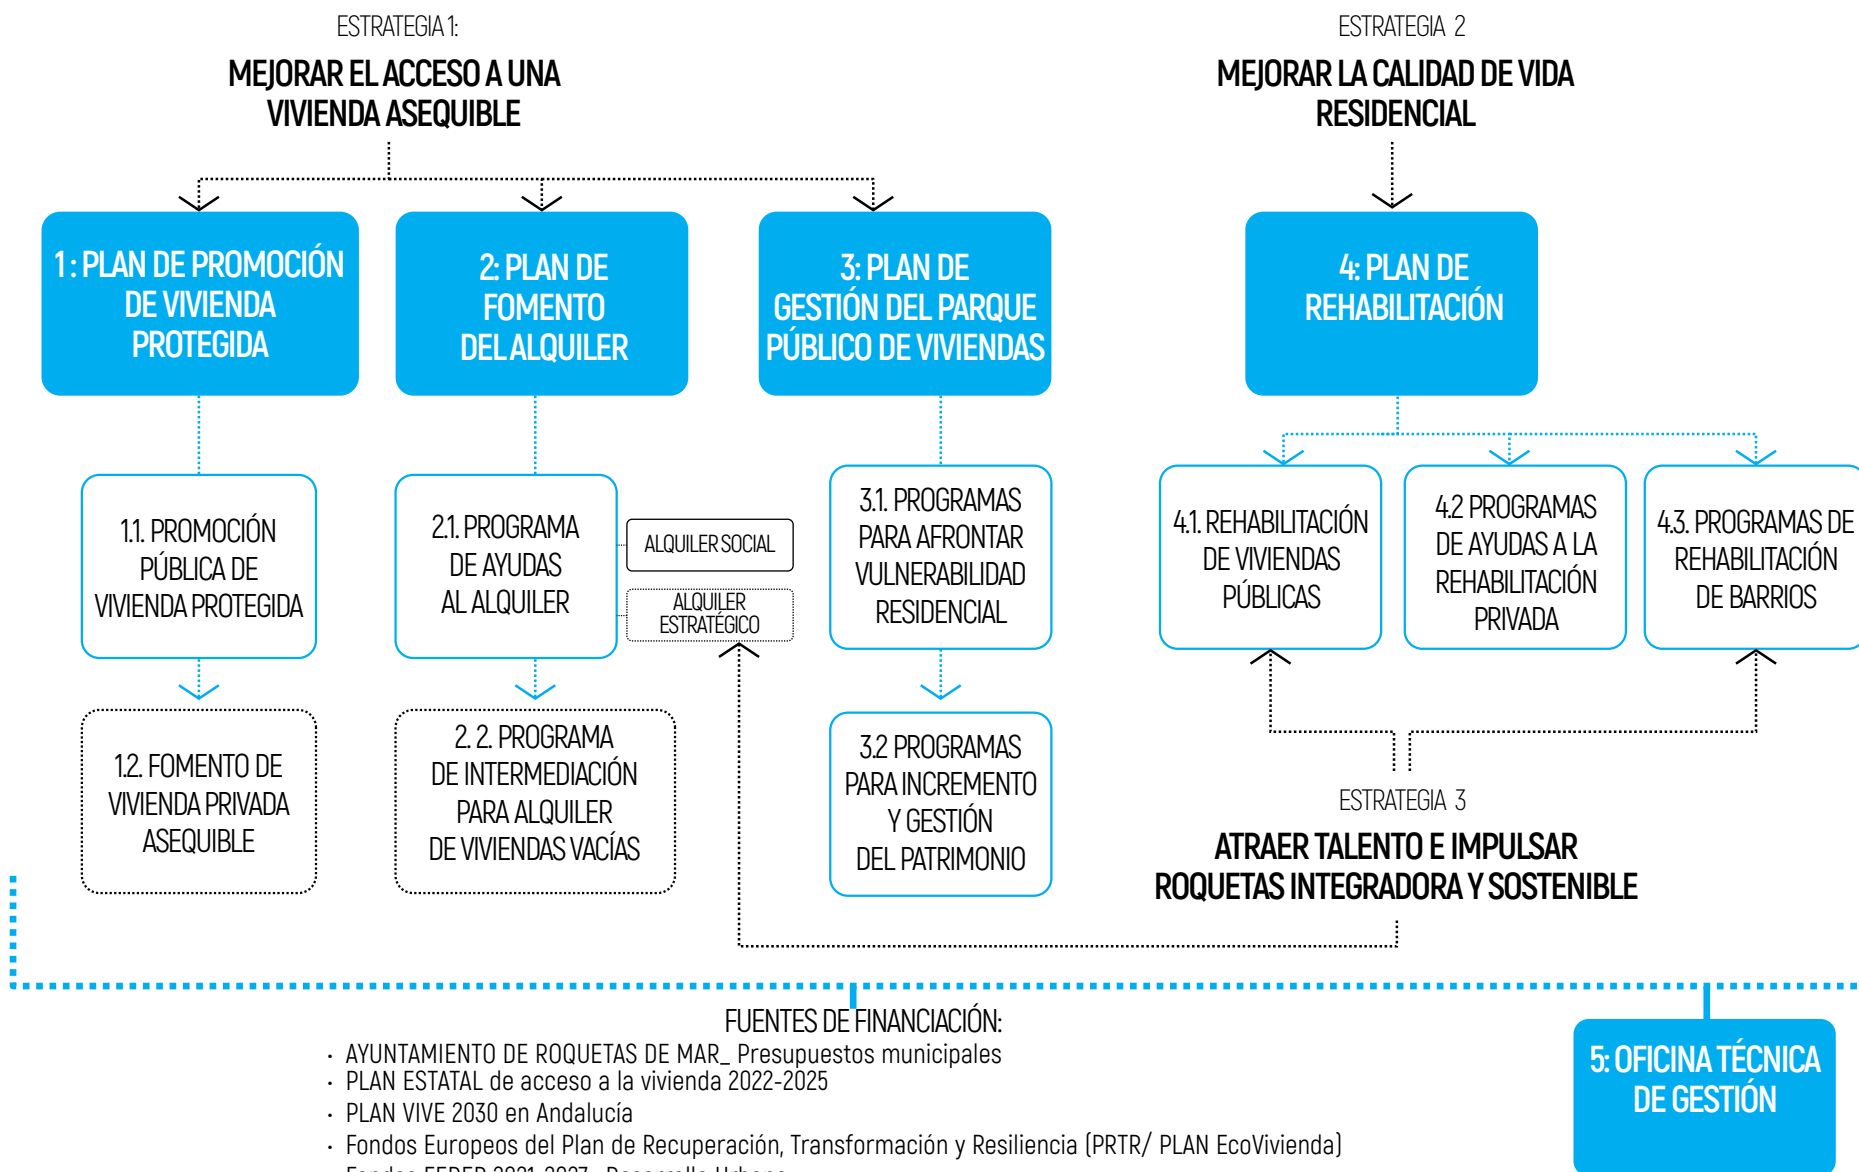 ESTRATEGIA 1:
MEJORAR EL ACCESO A UNA
VIVIENDA ASEQUIBLE
ESTRATEGIA 2
MEJORAR LA CALIDAD DE VIDA
RESIDENCIAL
1 : PLAN DE PROMOCIÓN
DE VIVIENDA
PROTEGIDA
2: PLAN DE
FOMENTO
DEL ALQUILER
3: PLAN DE
GESTIÓN DEL PARQUE
PÚBLICO DE VIVIENDAS
4: PLAN DE
REHABILITACIÓN
1.1. PROMOCIÓN
PÚBLICA DE
VIVIENDA PROTEGIDA
2.1. PROGRAMA
DE AYUDAS
AL ALQUILER
ALQUILER SOCIAL
ALQUILER
ESTRATÉGICO
3.1. PROGRAMAS
PARA AFRONTAR
VULNERABILIDAD
RESIDENCIAL
4.1. REHABILITACIÓN
DE VIVIENDAS
PÚBLICAS
4.2 PROGRAMAS
DE AYUDAS A LA
REHABILITACIÓN
PRIVADA
4.3. PROGRAMAS DE
REHABILITACIÓN
DE BARRIOS
1.2. FOMENTO DE
VIVIENDA PRIVADA
ASEQUIBLE
2. 2. PROGRAMA
DE INTERMEDIACIÓN
PARA ALQUILER
DE VIVIENDAS VACÍAS
3.2 PROGRAMAS
PARA INCREMENTO
Y GESTIÓN
DEL PATRIMONIO
ESTRATEGIA 3
ATRAER TALENTO E IMPULSAR
ROQUETAS INTEGRADORA Y SOSTENIBLE
FUENTES DE FINANCIACIÓN:
· AYUNTAMIENTO DE ROQUETAS DE MAR_ Presupuestos municipales
· PLAN ESTATAL de acceso a la vivienda 2022-2025
· PLAN VIVE 2030 en Andalucía
· Fondos Europeos del Plan de Recuperación, Transformación y Resiliencia (PRTR/ PLAN EcoVivienda)
Fondos FEDER 2021-2027 Desarrollo Urbano
5: OFICINA TÉCNICA
DE GESTIÓN